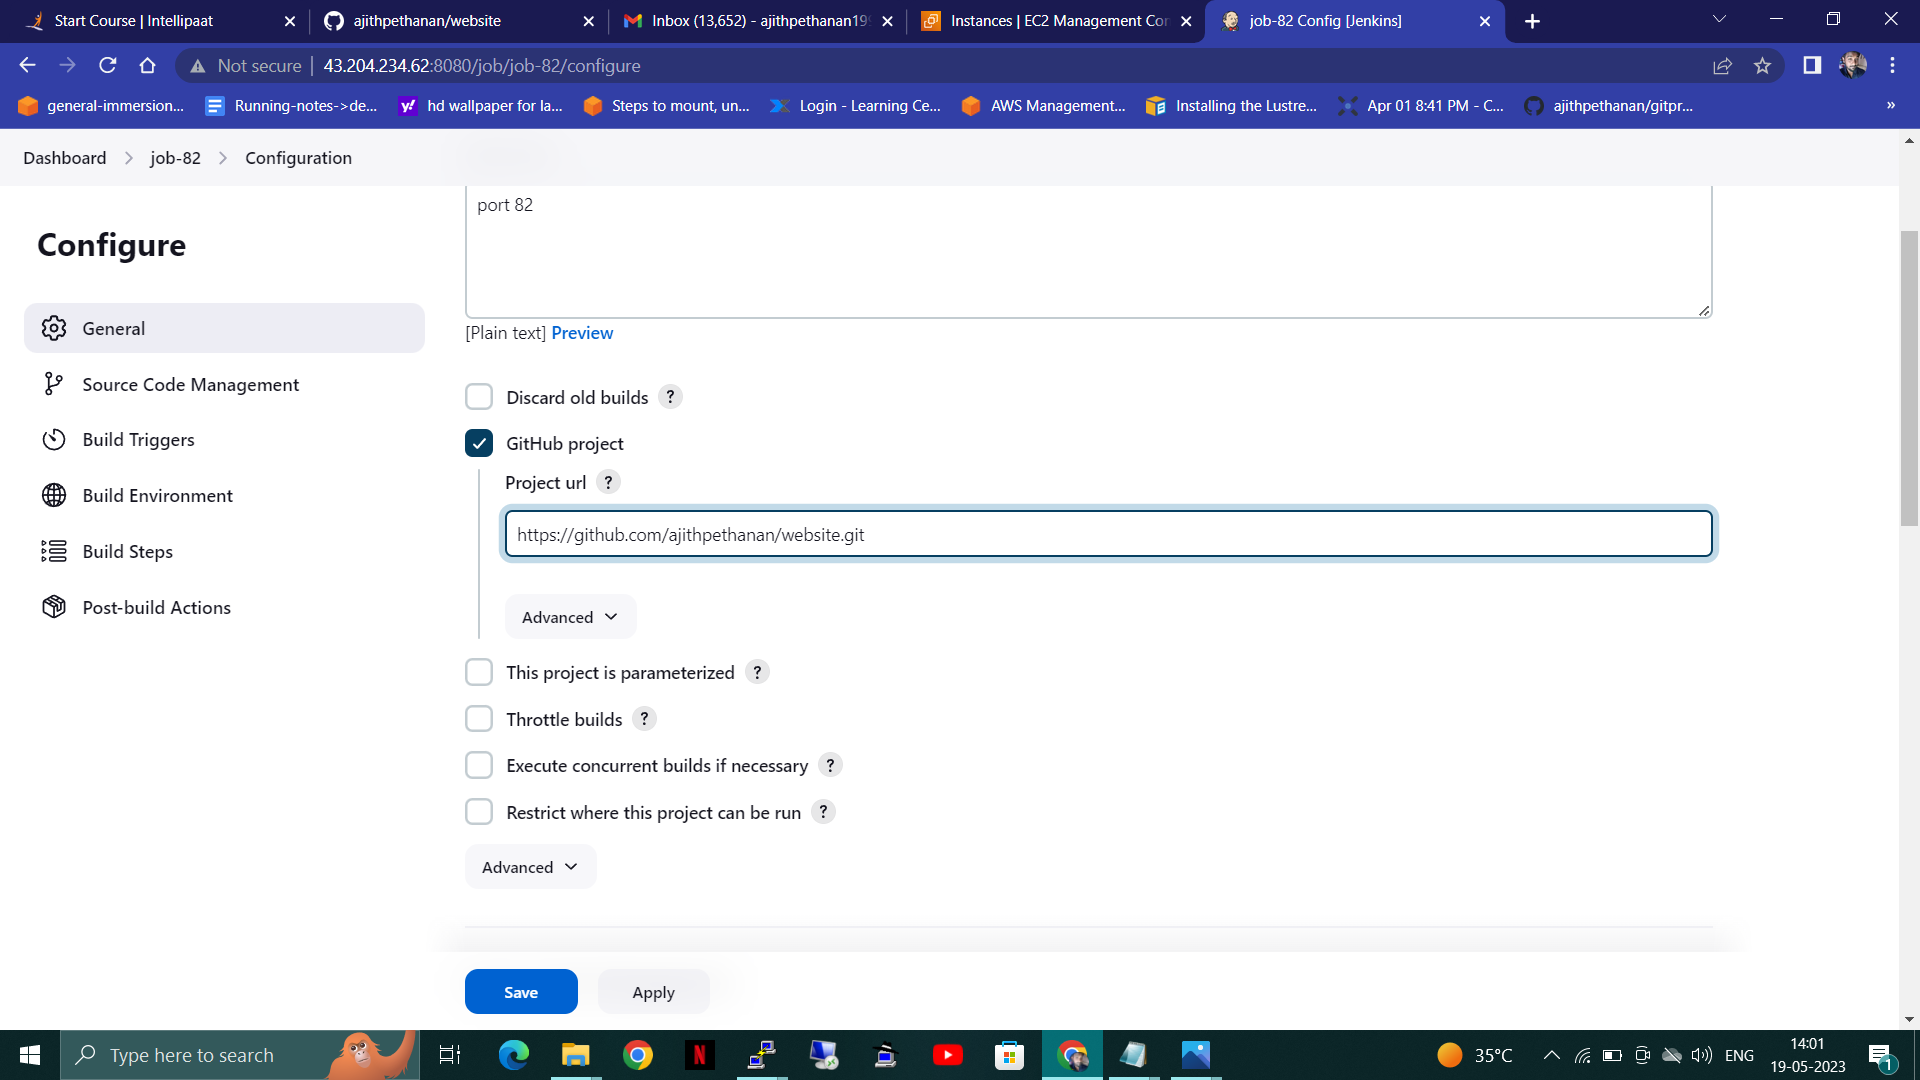 Start Course | Intellipaat
ajithpethanan/website
Inbox (13,652) - ajithpethanan199
Instances | EC2 Management Con
job-82 Config [Jenkins]
Not secure
43.204.234.62:8080/job/job-82/configure
general-immersion...
Running-notes->de...
hd wallpaper for la...
Steps to mount, un...
Login - Learning Ce...
AWS Management...
Installing the Lustre...
Apr 01 8:41 PM - C...
ajithpethanan/gitpr...
»
Dashboard > job-82 > Configuration
Configure
General
Source Code Management
Build Triggers
Build Environment
Build Steps
Post-build Actions
port 82
[Plain text] Preview
Discard old builds ?
GitHub project
Project url ?
https://github.com/ajithpethanan/website.git
Advanced
This project is parameterized ?
Throttle builds ?
Execute concurrent builds if necessary ?
Restrict where this project can be run ?
Advanced
Save
Apply
Type here to search
35°C
ENG
14:01
19-05-2023
1